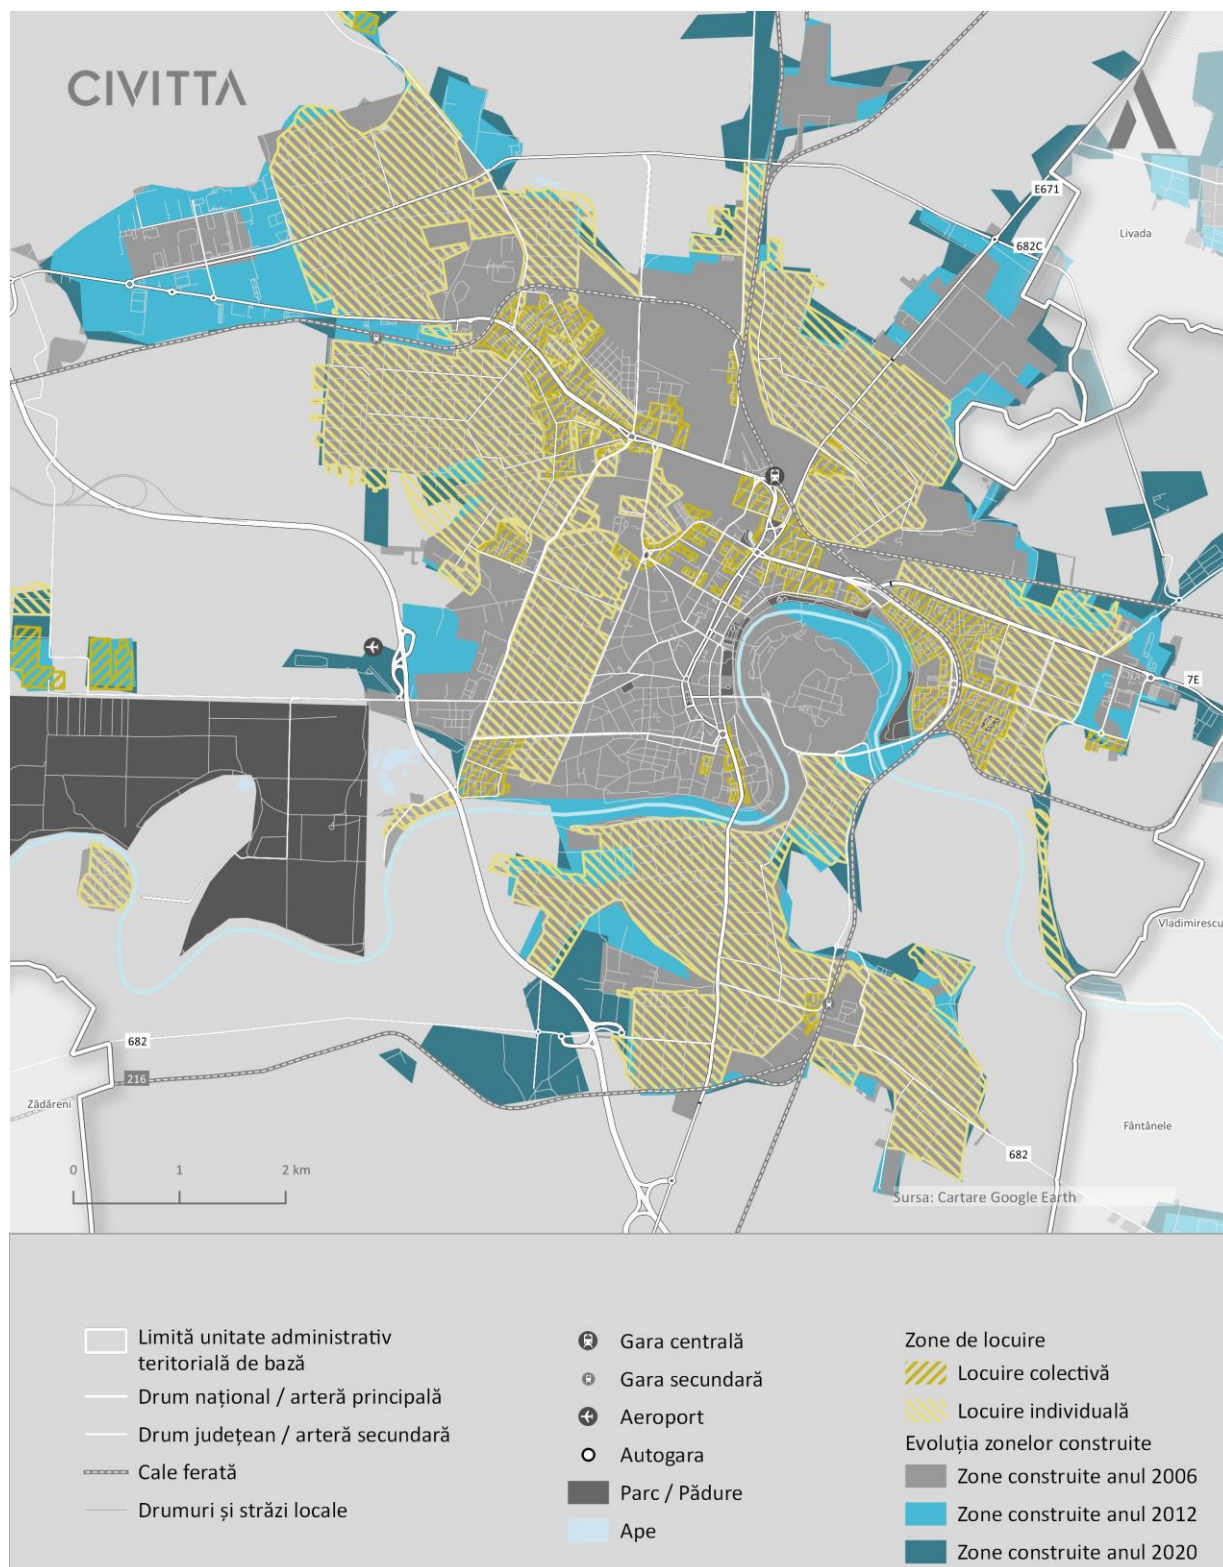 CIVITTA
E671
682C
Livada
7E
Vladimirescu
682
216
Zădăreni
Fântânele
682
0 1 2 km
Sursa: Cartare Google Earth
Limită unitate administrativ
teritorială de bază
Drum național / arteră principală
Drum județean / arteră secundară
Cale ferată
Drumuri și străzi locale
Gara centrală
Gara secundară
Aeroport
Autogara
Parc / Pădure
Ape
Zone de locuire
Locuire colectivă
Locuire individuală
Evoluția zonelor construite
Zone construite anul 2006
Zone construite anul 2012
Zone construite anul 2020